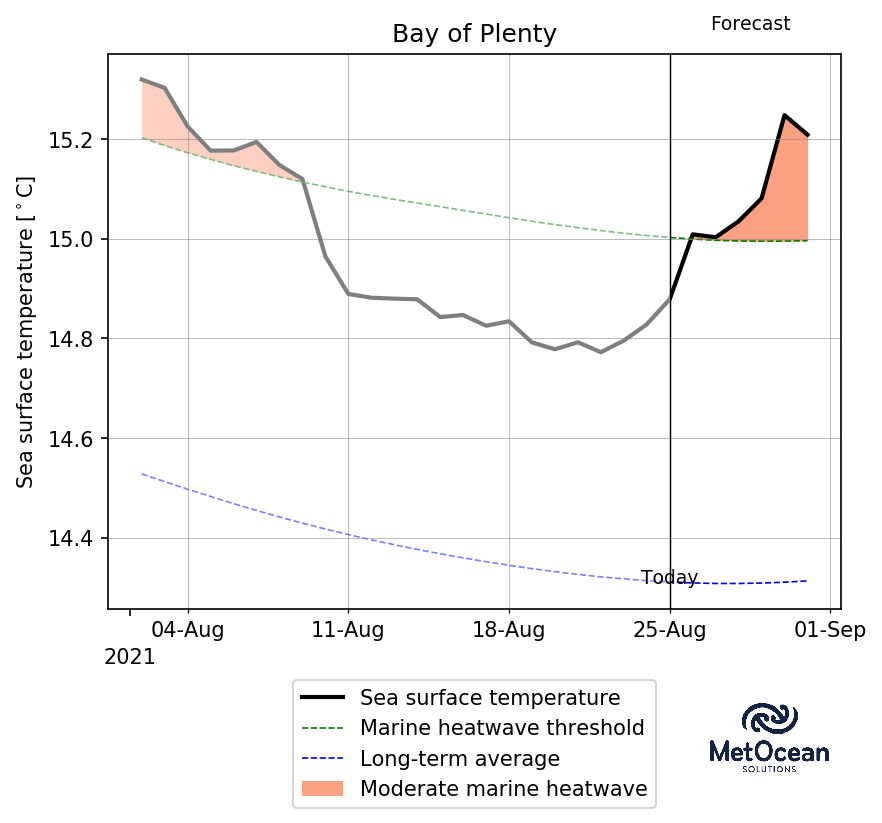 Forecast
Bay of Plenty
Sea surface temperature [°C]
15.2
15.0
14.8
14.6
14.4
Today
04-Aug 11-Aug 18-Aug 25-Aug 01-Sep
2021
Sea surface temperature
Marine heatwave threshold
Long-term average
Moderate marine heatwave
MetOcean
SOLUTIONS